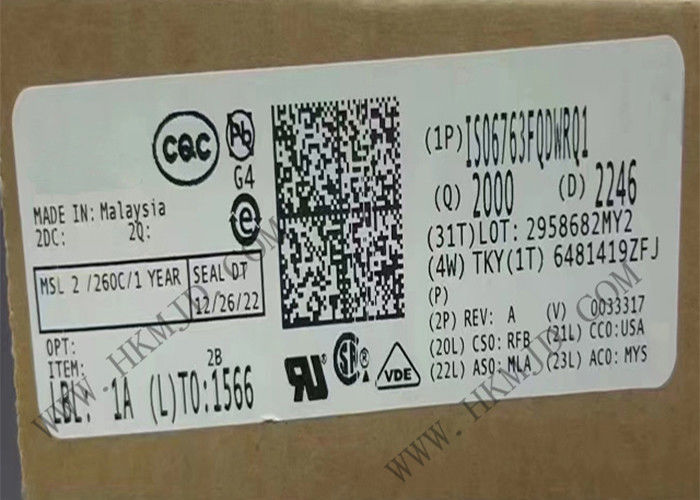 CQC
Pb
G4
e
MADE IN: Malaysia
2DC: 2Q:
MSL 2 /260C/1 YEAR
SEAL DT
12/26/22
OPT:
ITEM:
2B
LBL: 1A (L)TO:1566
(1P)ISO6763FQDWRQ1
(Q) 2000 (D) 2246
(31T)LOT: 2958682MY2
(4W) TKY(1T) 6481419ZFJ
(P)
(2P) REV: A (V) 0033317
(20L) CSO: RFB (21L) CCO:USA
(22L) ASO: MLA (23L) ACO: MYS
VDE
WWW.HKMJD.COM
WWW.HKMJD.COM